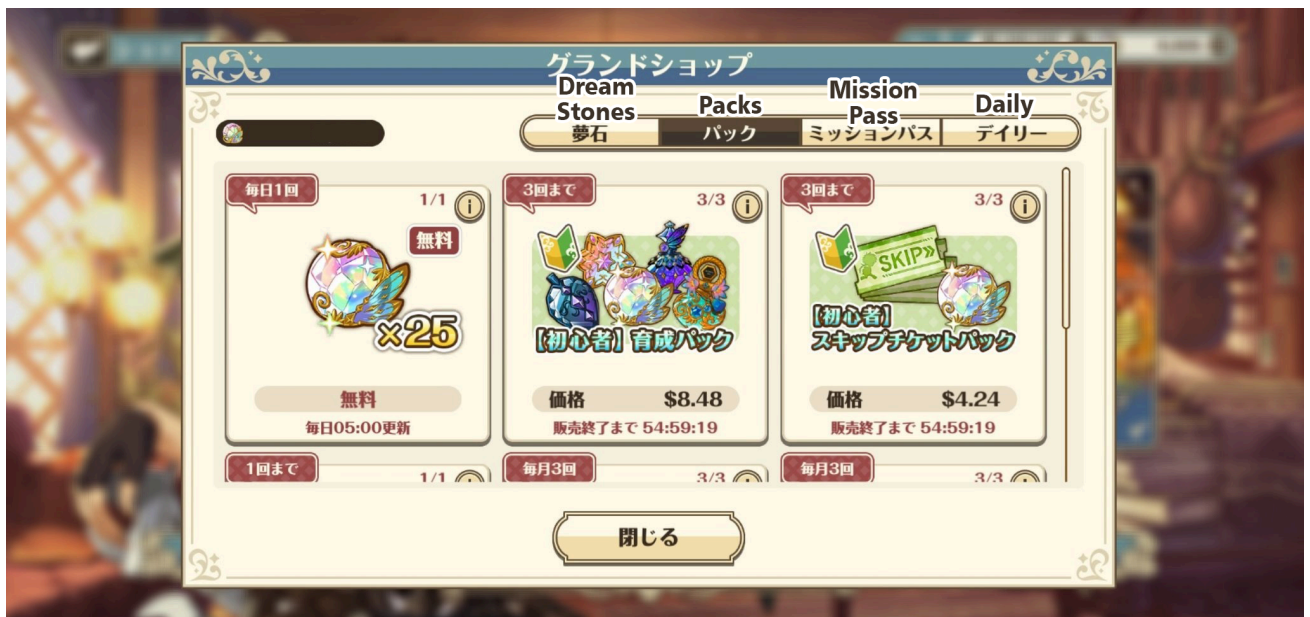 グランドショップ
Dream
Stones
Packs
Mission
Pass
Daily
夢石
パック
ミッションパス
デイリー
毎日1回
1/1
無料
×25
無料
毎日05:00更新
3回まで
3/3
【初心者】育成パック
価格 $8.48
販売終了まで 54:59:19
3回まで
3/3
SKIP»
【初心者】
スキップチケットパック
価格 $4.24
販売終了まで 54:59:19
1回まで
1/1
毎月3回
3/3
毎月3回
3/3
閉じる